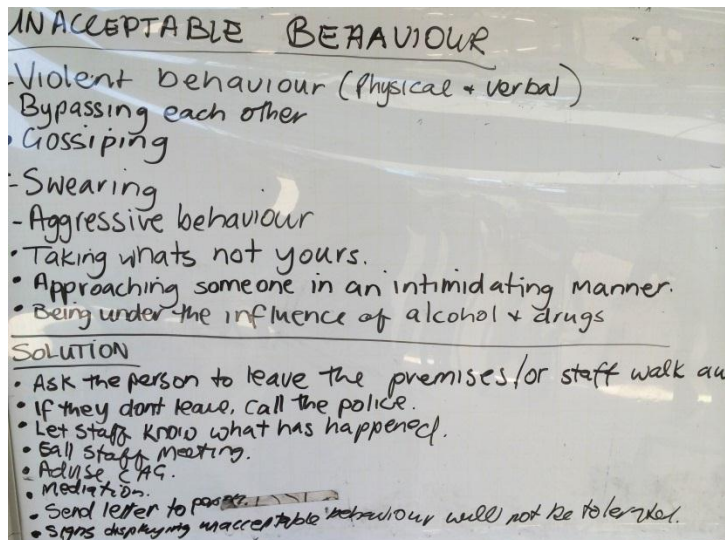 UNACCEPTABLE BEHAVIOUR
- Violent behaviour (Physical + verbal)
Bypassing each other
• Gossiping
- Swearing
- Aggressive behaviour
• Taking whats not yours.
• Approaching someone in an intimidating manner.
• Being under the influence of alcohol + drugs
SOLUTION
• Ask the person to leave the premises/or staff walk
• If they dont leave, call the police.
• Let staff know what has happened.
• Call staff meeting.
• Advise CAG.
• Mediation.
• Send letter to person
• Signs displaying unacceptable behaviour will not be tolerated.